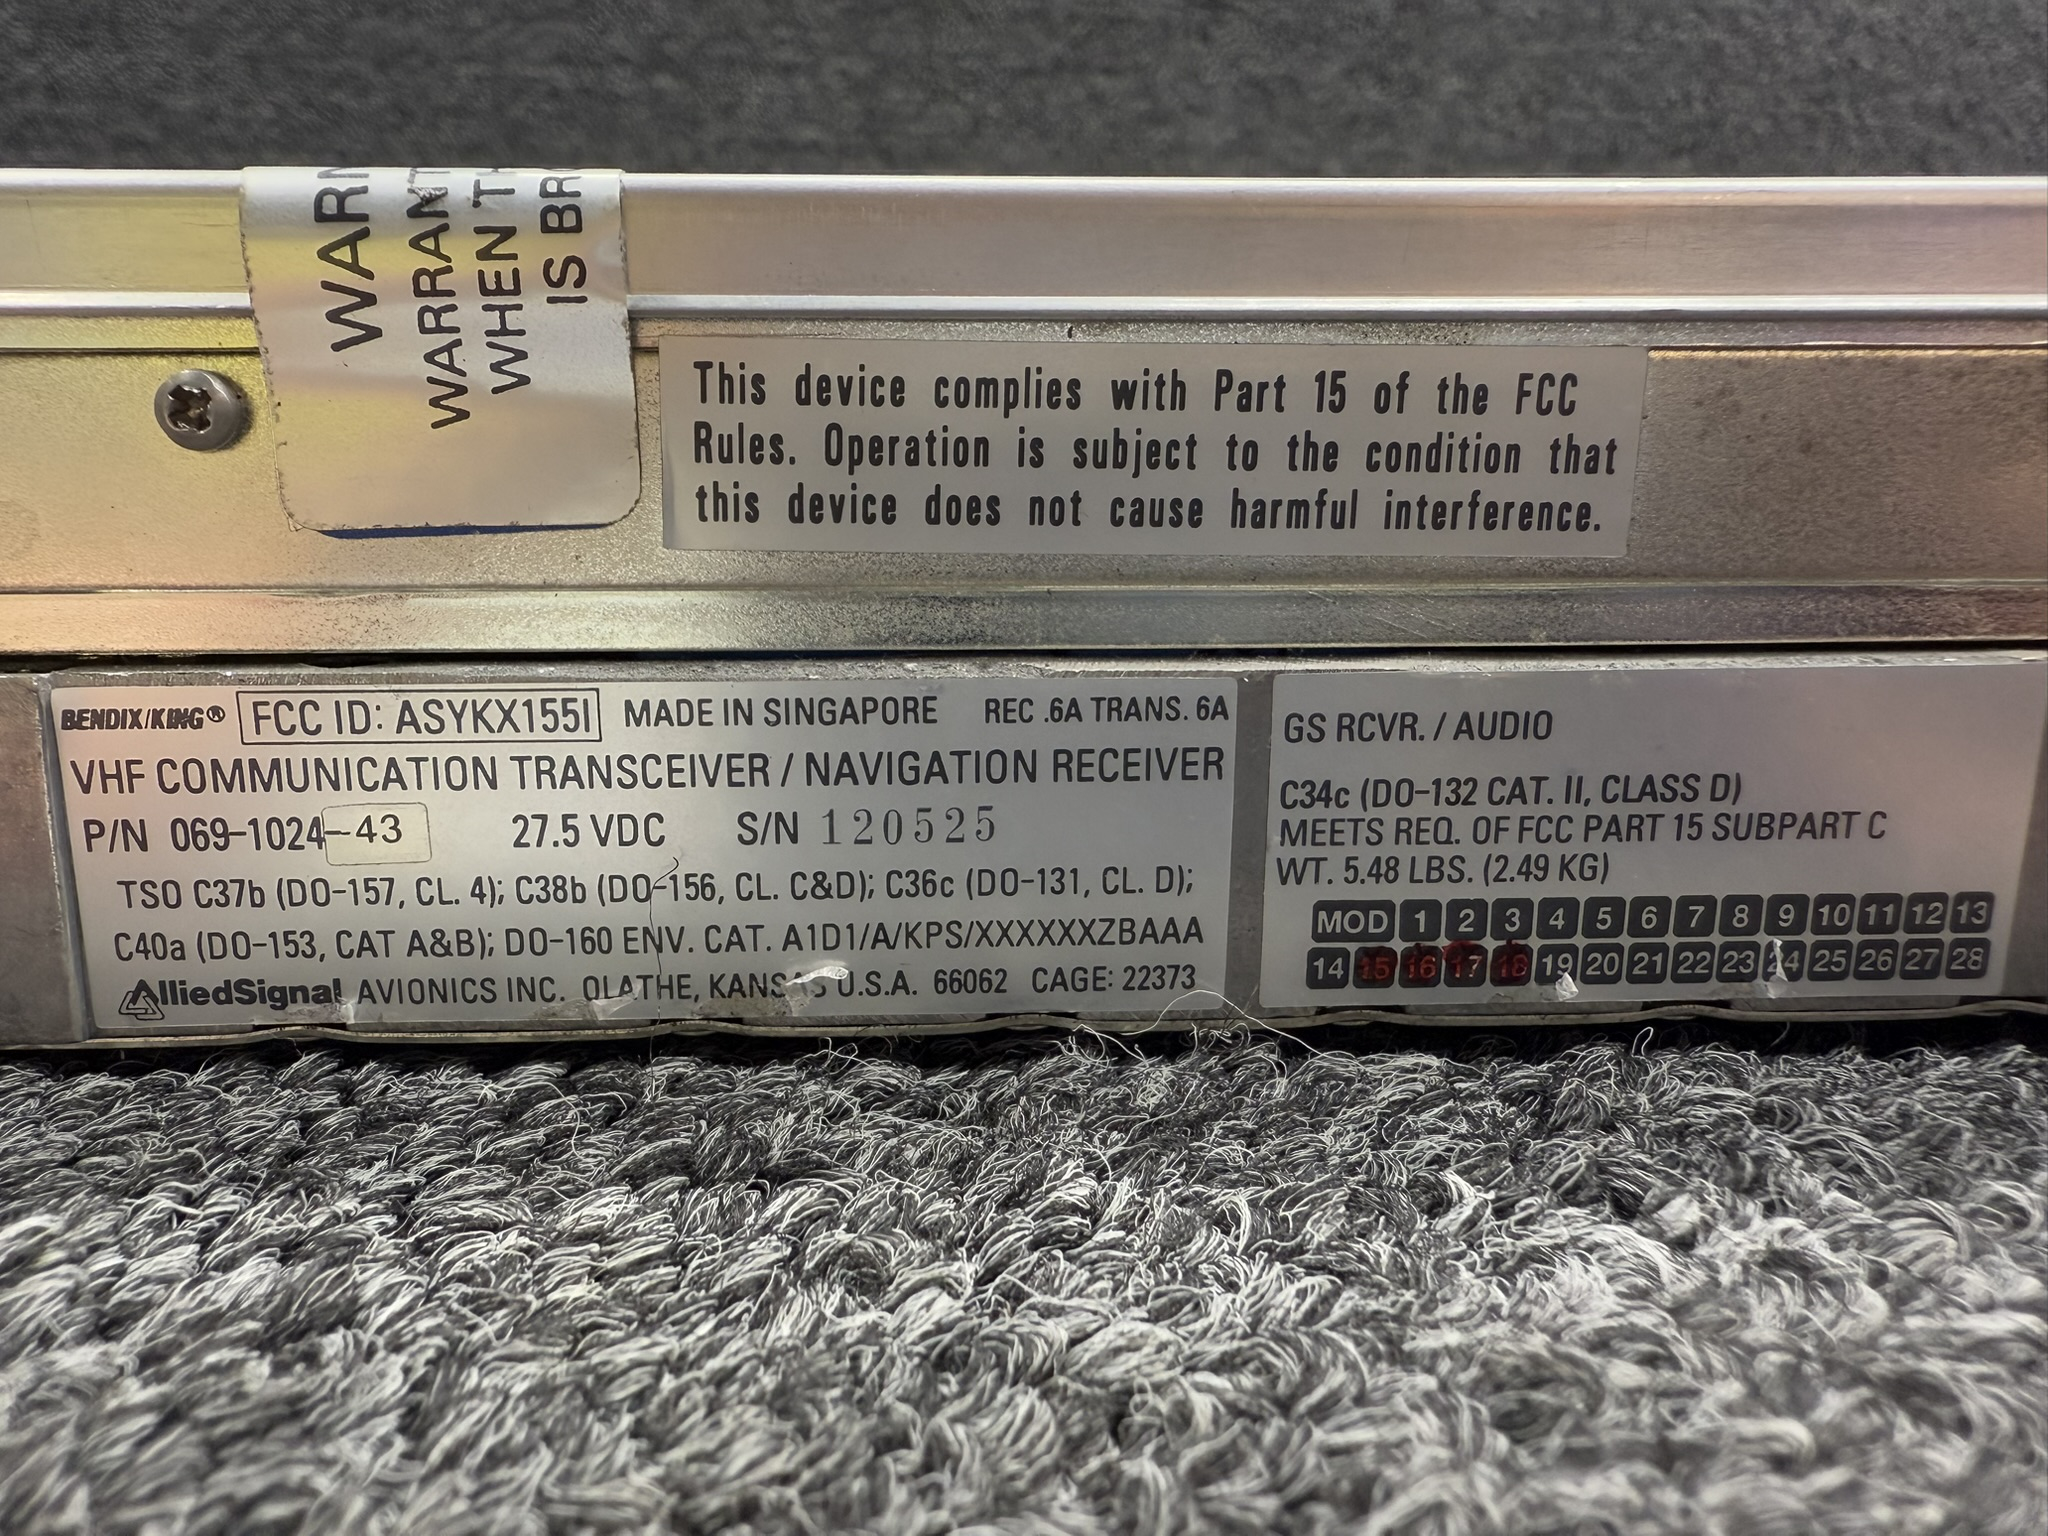 WARRANT
WHEN
IS
This device complies with Part 15 of the FCC
Rules. Operation is subject to the condition that
this device does not cause harmful interference.
BENDIX/KING® FCC ID: ASYKX155I MADE IN SINGAPORE REC .6A TRANS. 6A
VHF COMMUNICATION TRANSCEIVER / NAVIGATION RECEIVER
P/N 069-1024-43 27.5 VDC S/N 120525
TSO C37b (DO-157, CL. 4); C38b (DO-156, CL. C&D); C36c (DO-131, CL. D);
C40a (DO-153, CAT A&B); DO-160 ENV. CAT. A1D1/A/KPS/XXXXXXZBAAA
AlliedSignal AVIONICS INC. OLATHE, KANSAS U.S.A. 66062 CAGE: 22373
GS RCVR. / AUDIO
C34c (DO-132 CAT. II, CLASS D)
MEETS REQ. OF FCC PART 15 SUBPART C
WT. 5.48 LBS. (2.49 KG)
MOD 1 2 3 4 5 6 7 8 9 10 11 12 13
14 15 16 17 18 19 20 21 22 23 24 25 26 27 28